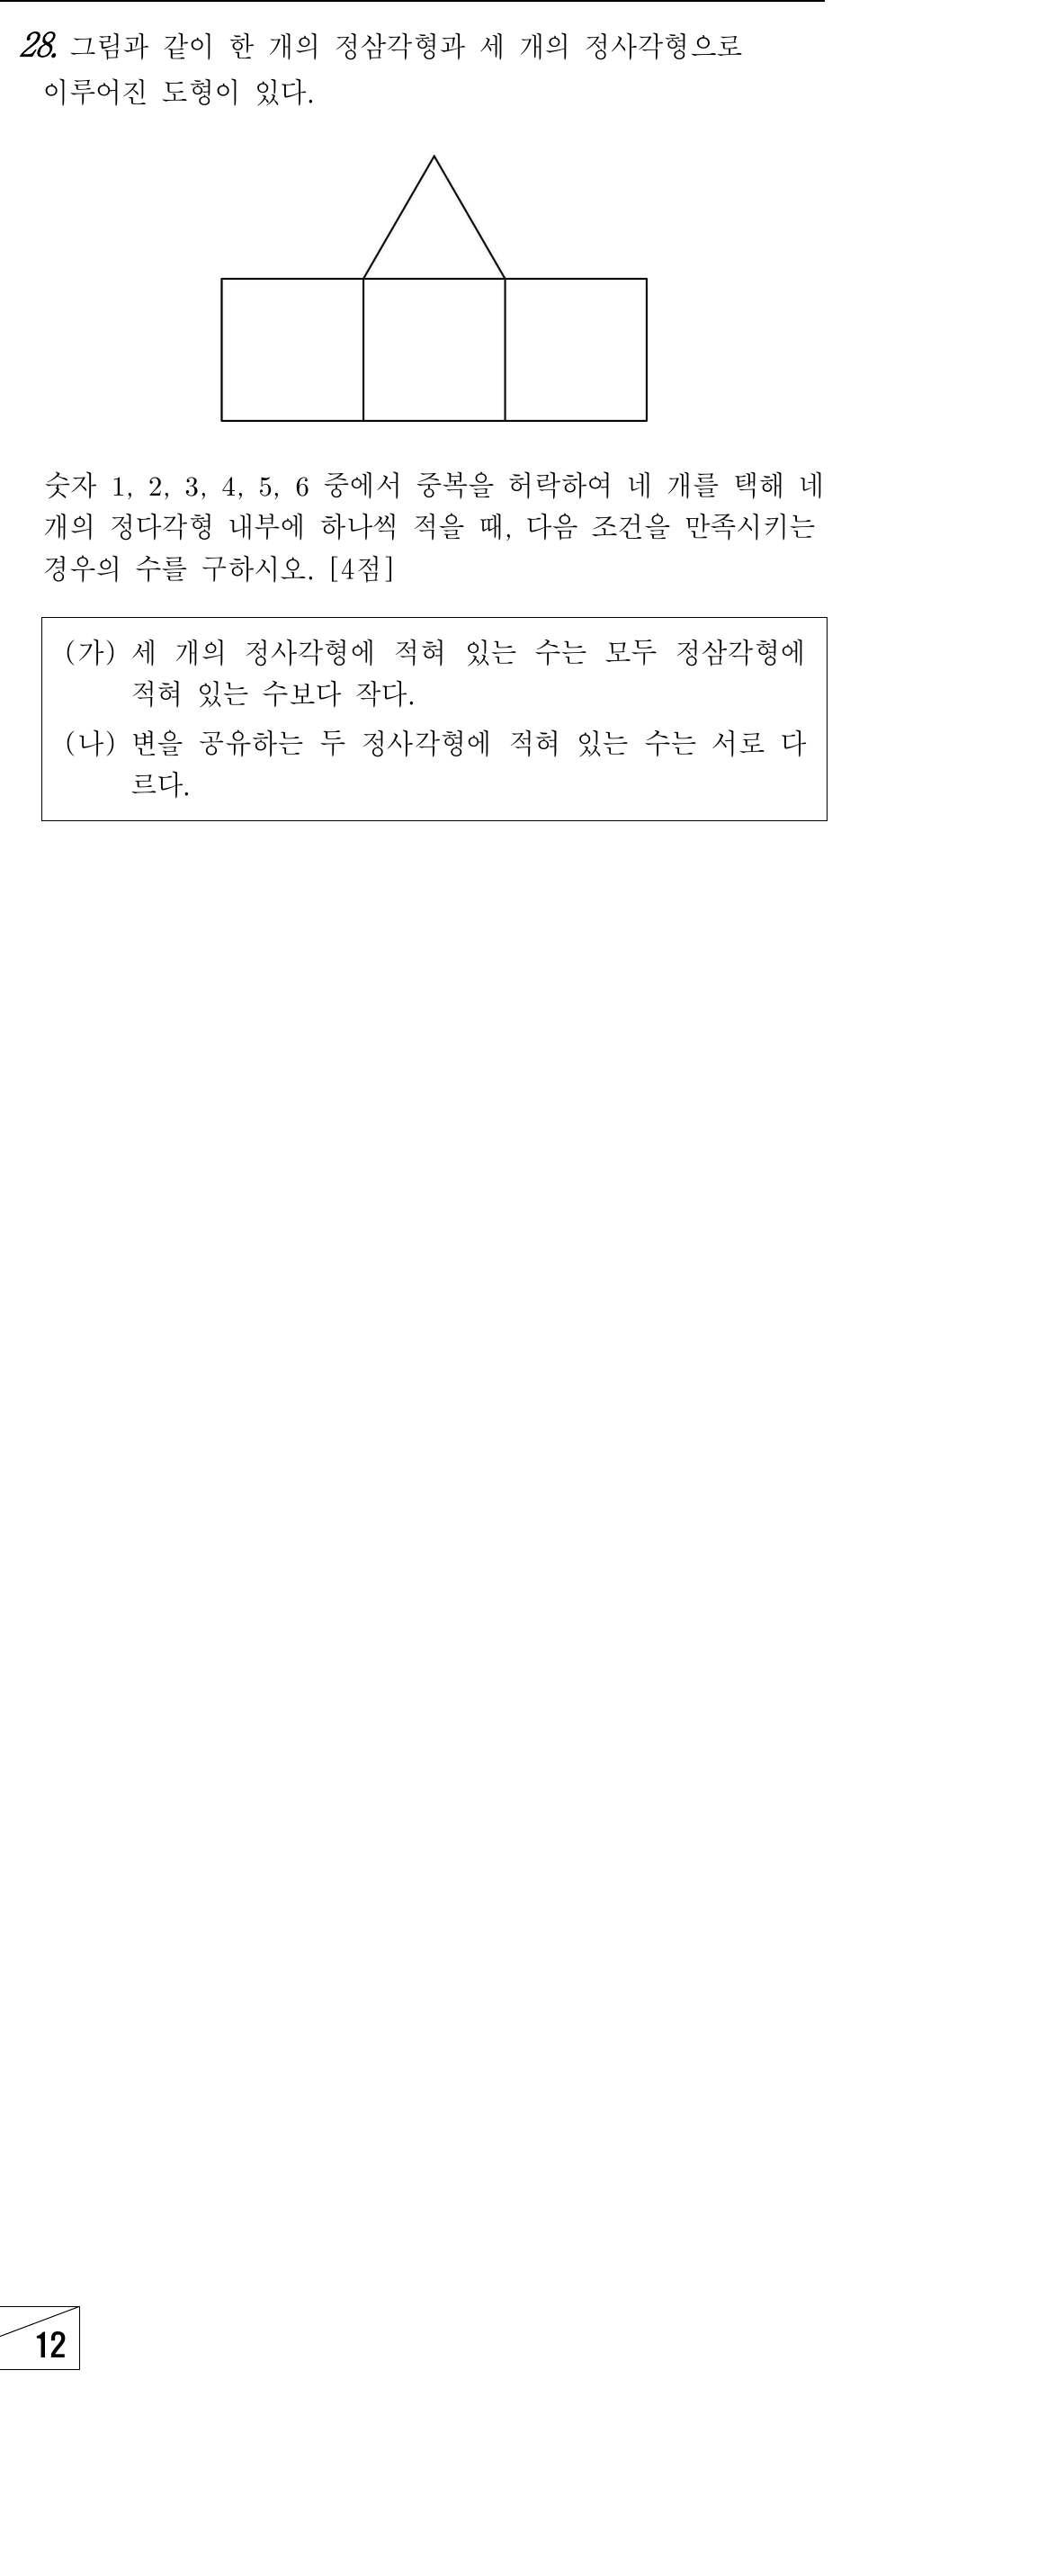 28. 그림과 같이 한 개의 정삼각형과 세 개의 정사각형으로
이루어진 도형이 있다.
숫자 1, 2, 3, 4, 5, 6 중에서 중복을 허락하여 네 개를 택해 네
개의 정다각형 내부에 하나씩 적을 때, 다음 조건을 만족시키는
경우의 수를 구하시오. [4점]
(가) 세 개의 정사각형에 적혀 있는 수는 모두 정삼각형에
적혀 있는 수보다 작다.
(나) 변을 공유하는 두 정사각형에 적혀 있는 수는 서로 다
르다.
12